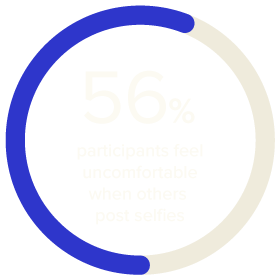 56%
participants feel
uncomfortable
when others
post selfies